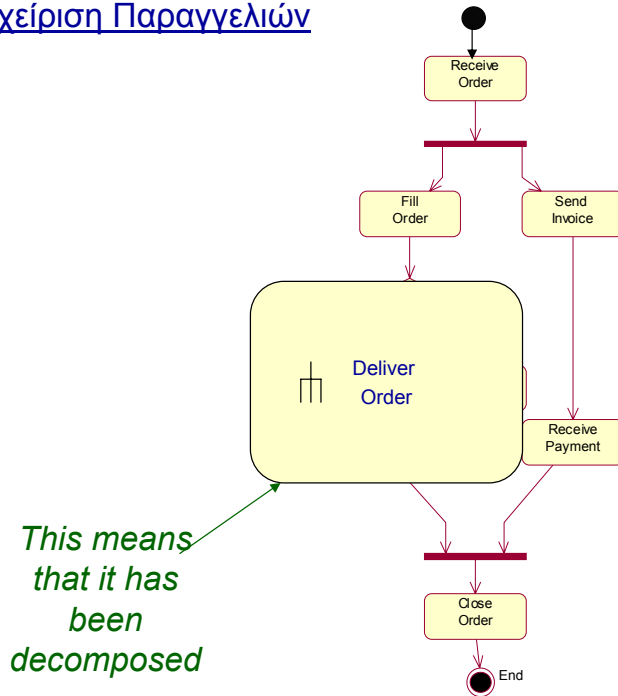 χείριση Παραγγελιών
Receive
Order
Fill
Order
Send
Invoice
Deliver
Order
Receive
Payment
This means
that it has
been
decomposed
Close
Order
End